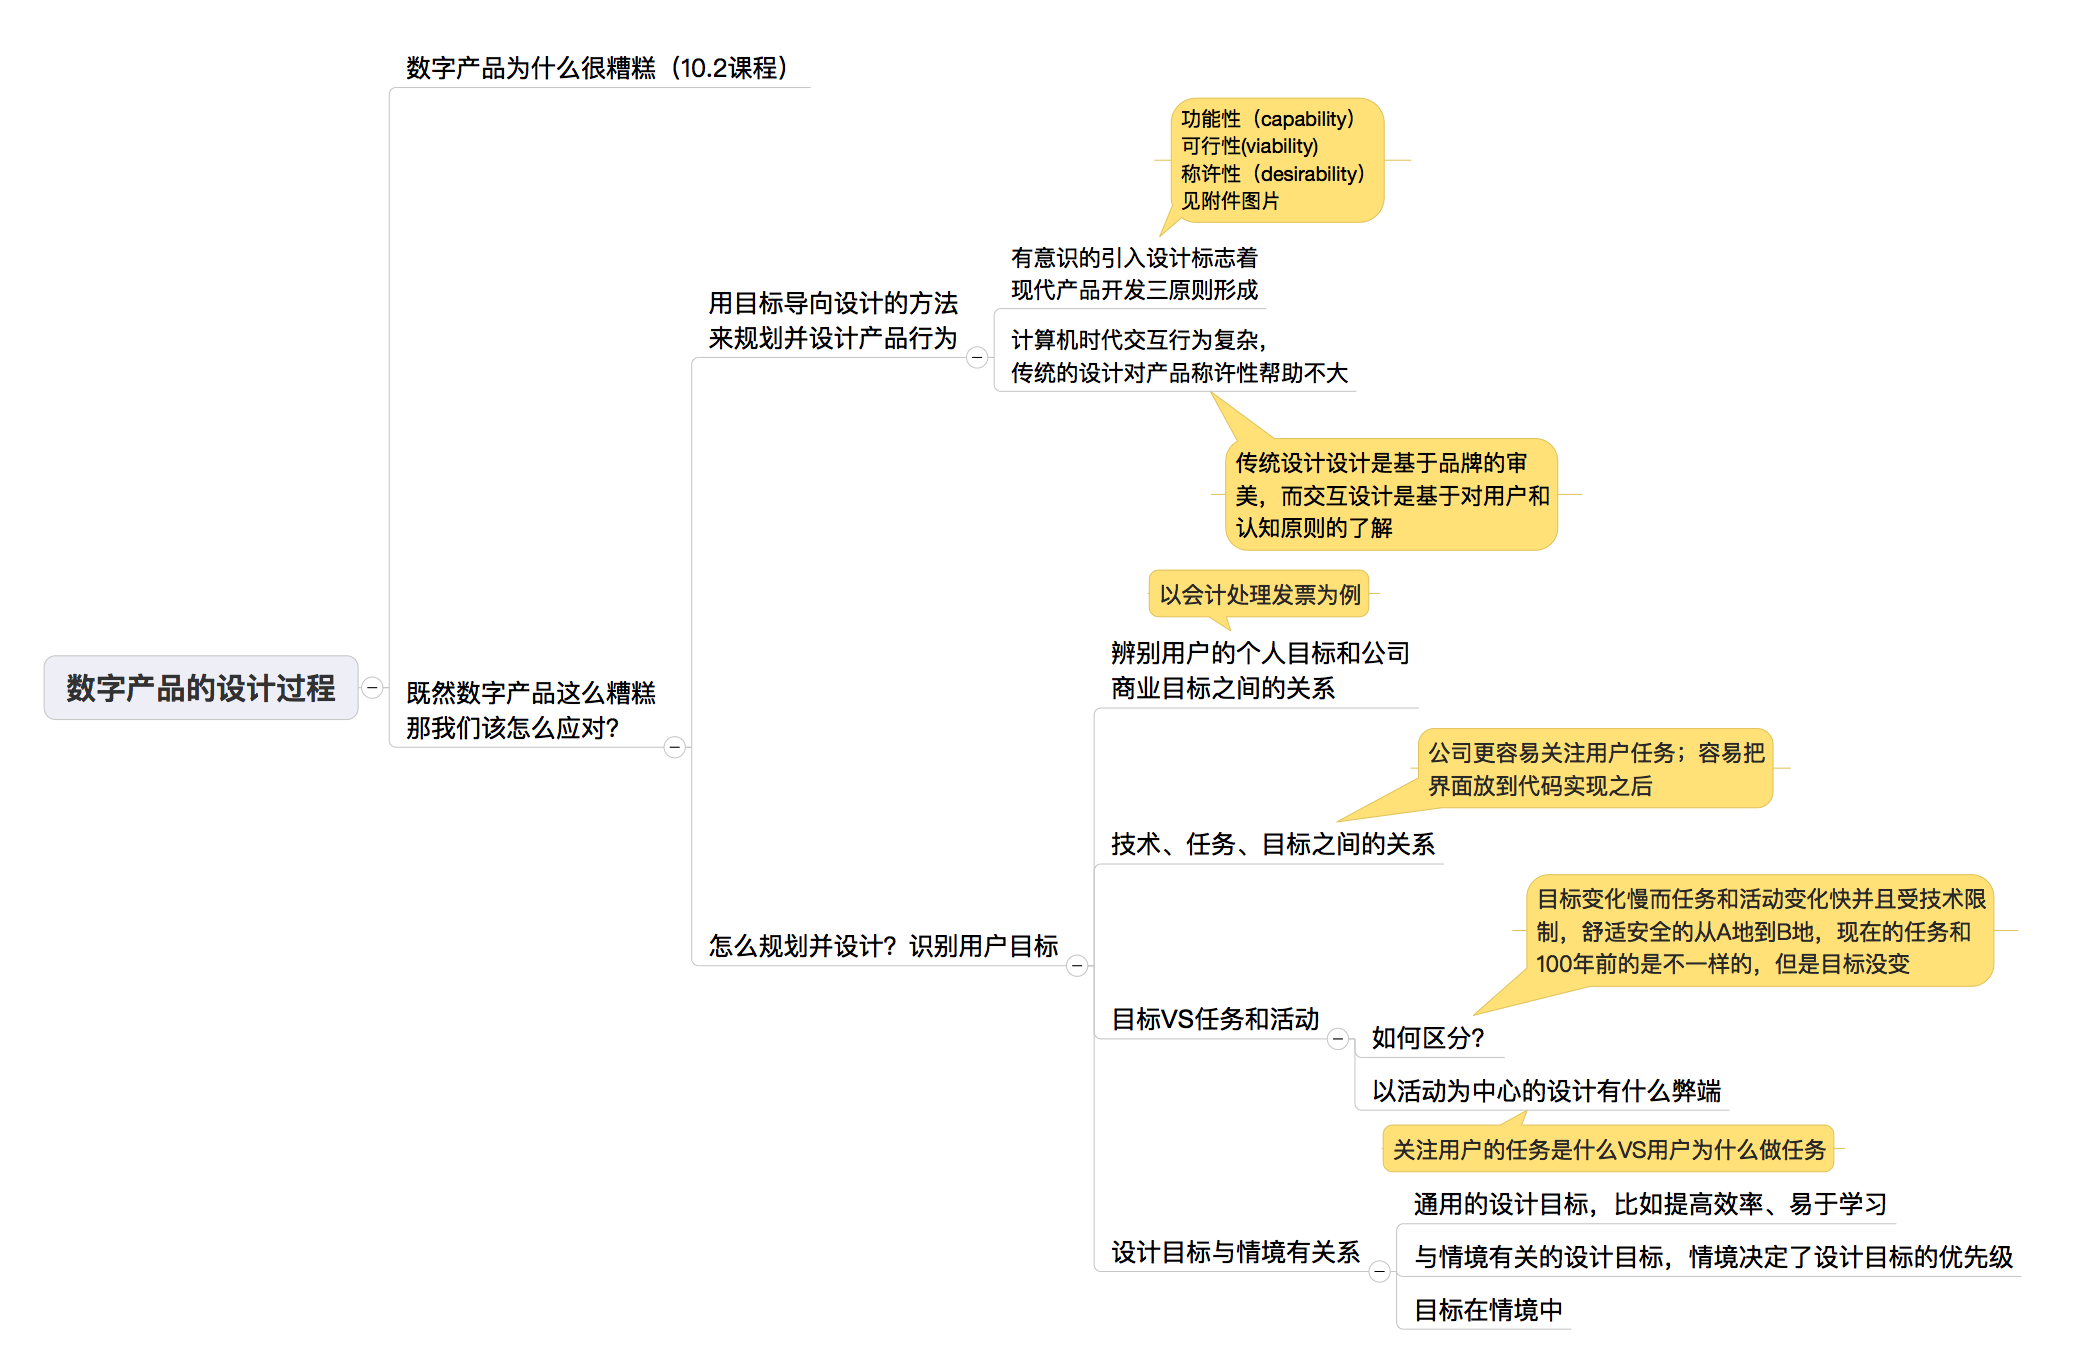 数字产品为什么很糟糕（10.2课程）
功能性（capability）
可行性(viability)
称许性（desirability）
见附件图片
有意识的引入设计标志着
现代产品开发三原则形成
用目标导向设计的方法
来规划并设计产品行为
计算机时代交互行为复杂，
传统的设计对产品称许性帮助不大
传统设计设计是基于品牌的审
美，而交互设计是基于对用户和
认知原则的了解
以会计处理发票为例
辨别用户的个人目标和公司
商业目标之间的关系
数字产品的设计过程
既然数字产品这么糟糕
那我们该怎么应对？
公司更容易关注用户任务；容易把
界面放到代码实现之后
技术、任务、目标之间的关系
目标变化慢而任务和活动变化快并且受技术限
制，舒适安全的从A地到B地，现在的任务和
100年前的是不一样的，但是目标没变
怎么规划并设计？识别用户目标
目标VS任务和活动
如何区分？
以活动为中心的设计有什么弊端
关注用户的任务是什么VS用户为什么做任务
通用的设计目标，比如提高效率、易于学习
设计目标与情境有关系
与情境有关的设计目标，情境决定了设计目标的优先级
目标在情境中